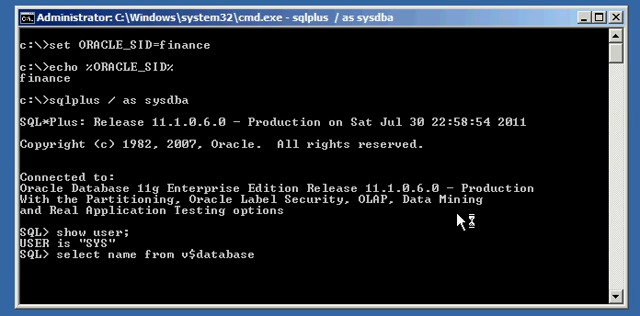 Administrator: C:\Windows\system32\cmd.exe - sqlplus / as sysdba
c:\>set ORACLE_SID=finance
c:\>echo %ORACLE_SID%
finance
c:\>sqlplus / as sysdba
SQL*Plus: Release 11.1.0.6.0 - Production on Sat Jul 30 22:58:54 2011
Copyright (c) 1982, 2007, Oracle.  All rights reserved.
Connected to:
Oracle Database 11g Enterprise Edition Release 11.1.0.6.0 - Production
With the Partitioning, Oracle Label Security, OLAP, Data Mining
and Real Application Testing options
SQL> show user;
USER is "SYS"
SQL> select name from v$database